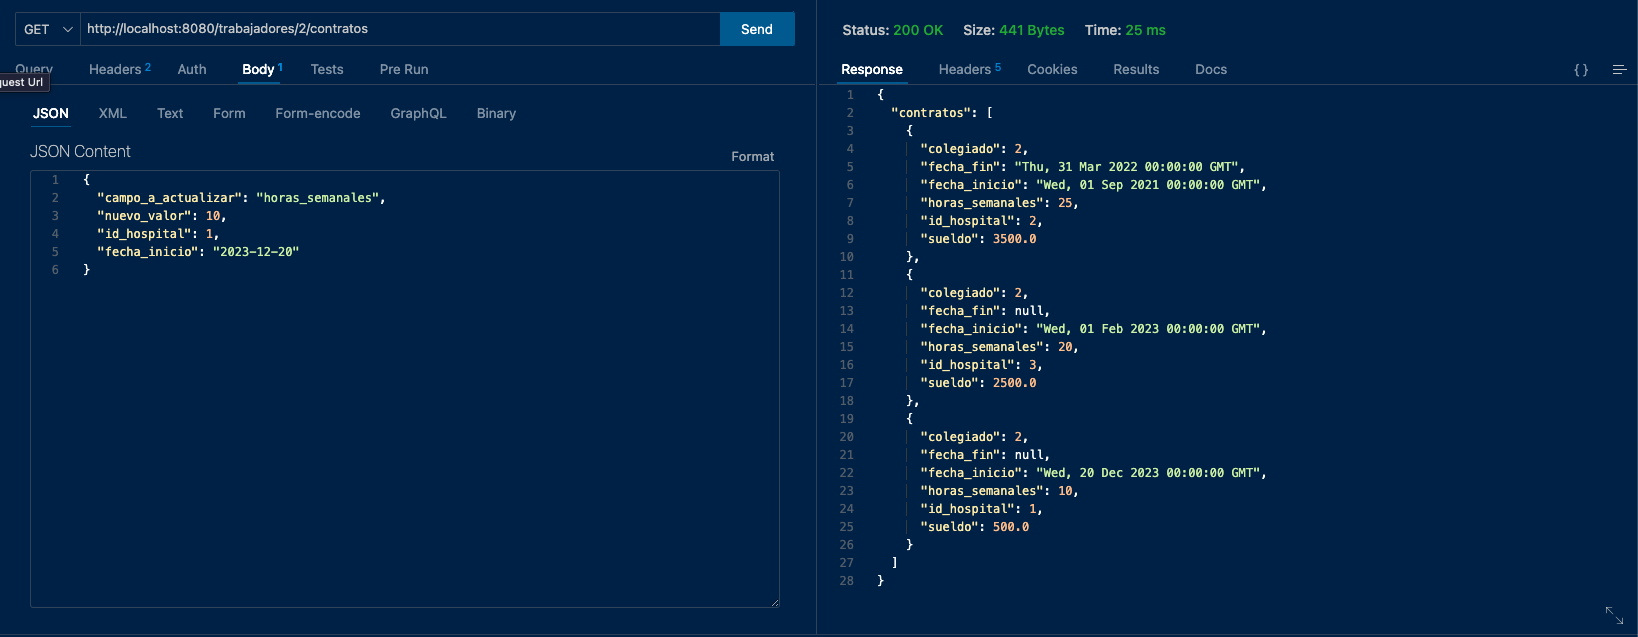 GET http://localhost:8080/trabajadores/2/contratos Send
Query Headers 2 Auth Body 1 Tests Pre Run
quest Url
JSON XML Text Form Form-encode GraphQL Binary
JSON Content
Format
1 {
2 "campo_a_actualizar": "horas_semanales",
3 "nuevo_valor": 10,
4 "id_hospital": 1,
5 "fecha_inicio": "2023-12-20"
6 }
Status: 200 OK Size: 441 Bytes Time: 25 ms
Response Headers 5 Cookies Results Docs { }
1 {
2 "contratos": [
3 {
4 "colegiado": 2,
5 "fecha_fin": "Thu, 31 Mar 2022 00:00:00 GMT",
6 "fecha_inicio": "Wed, 01 Sep 2021 00:00:00 GMT",
7 "horas_semanales": 25,
8 "id_hospital": 2,
9 "sueldo": 3500.0
10 },
11 {
12 "colegiado": 2,
13 "fecha_fin": null,
14 "fecha_inicio": "Wed, 01 Feb 2023 00:00:00 GMT",
15 "horas_semanales": 20,
16 "id_hospital": 3,
17 "sueldo": 2500.0
18 },
19 {
20 "colegiado": 2,
21 "fecha_fin": null,
22 "fecha_inicio": "Wed, 20 Dec 2023 00:00:00 GMT",
23 "horas_semanales": 10,
24 "id_hospital": 1,
25 "sueldo": 500.0
26 }
27 ]
28 }